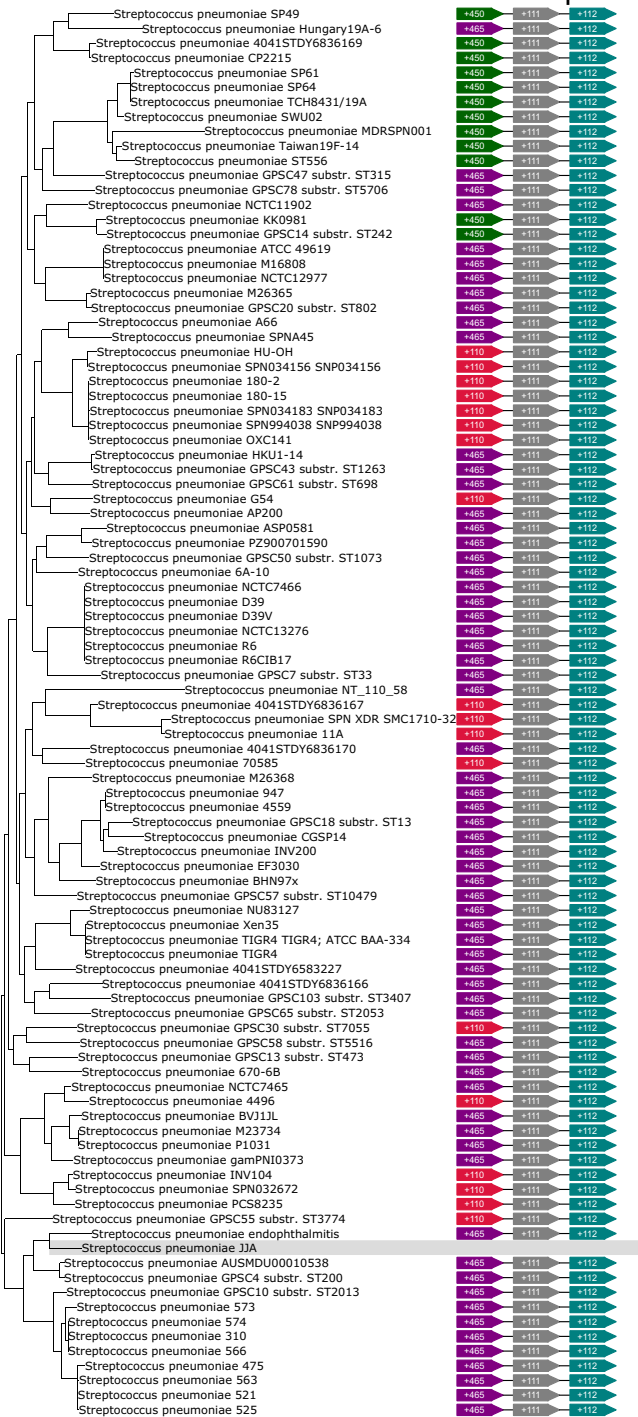 Streptococcus pneumoniae SP49 +450 +111 +112
Streptococcus pneumoniae Hungary19A-6 +465 +111 +112
Streptococcus pneumoniae 4041STDY6836169 +450 +111 +112
Streptococcus pneumoniae CP2215 +450 +111 +112
Streptococcus pneumoniae SP61 +450 +111 +112
Streptococcus pneumoniae SP64 +450 +111 +112
Streptococcus pneumoniae TCH8431/19A +450 +111 +112
Streptococcus pneumoniae SWU02 +450 +111 +112
Streptococcus pneumoniae MDRSPN001 +450 +111 +112
Streptococcus pneumoniae Taiwan19F-14 +450 +111 +112
Streptococcus pneumoniae ST556 +450 +111 +112
Streptococcus pneumoniae GPSC47 substr. ST315 +465 +111 +112
Streptococcus pneumoniae GPSC78 substr. ST5706 +465 +111 +112
Streptococcus pneumoniae NCTC11902 +465 +111 +112
Streptococcus pneumoniae KK0981 +450 +111 +112
Streptococcus pneumoniae GPSC14 substr. ST242 +450 +111 +112
Streptococcus pneumoniae ATCC 49619 +465 +111 +112
Streptococcus pneumoniae M16808 +465 +111 +112
Streptococcus pneumoniae NCTC12977 +465 +111 +112
Streptococcus pneumoniae M26365 +465 +111 +112
Streptococcus pneumoniae GPSC20 substr. ST802 +465 +111 +112
Streptococcus pneumoniae A66 +465 +111 +112
Streptococcus pneumoniae SPNA45 +465 +111 +112
Streptococcus pneumoniae HU-OH +110 +111 +112
Streptococcus pneumoniae SPN034156 SNP034156 +110 +111 +112
Streptococcus pneumoniae 180-2 +110 +111 +112
Streptococcus pneumoniae 180-15 +110 +111 +112
Streptococcus pneumoniae SPN034183 SNP034183 +110 +111 +112
Streptococcus pneumoniae SPN994038 SNP994038 +110 +111 +112
Streptococcus pneumoniae OXC141 +110 +111 +112
Streptococcus pneumoniae HKU1-14 +465 +111 +112
Streptococcus pneumoniae GPSC43 substr. ST1263 +465 +111 +112
Streptococcus pneumoniae GPSC61 substr. ST698 +465 +111 +112
Streptococcus pneumoniae G54 +110 +111 +112
Streptococcus pneumoniae AP200 +465 +111 +112
Streptococcus pneumoniae ASP0581 +465 +111 +112
Streptococcus pneumoniae PZ900701590 +465 +111 +112
Streptococcus pneumoniae GPSC50 substr. ST1073 +465 +111 +112
Streptococcus pneumoniae 6A-10 +465 +111 +112
Streptococcus pneumoniae NCTC7466 +465 +111 +112
Streptococcus pneumoniae D39 +465 +111 +112
Streptococcus pneumoniae D39V +465 +111 +112
Streptococcus pneumoniae NCTC13276 +465 +111 +112
Streptococcus pneumoniae R6 +465 +111 +112
Streptococcus pneumoniae R6CIB17 +465 +111 +112
Streptococcus pneumoniae GPSC7 substr. ST33 +465 +111 +112
Streptococcus pneumoniae NT_110_58 +465 +111 +112
Streptococcus pneumoniae 4041STDY6836167 +110 +111 +112
Streptococcus pneumoniae SPN XDR SMC1710-32 +110 +111 +112
Streptococcus pneumoniae 11A +110 +111 +112
Streptococcus pneumoniae 4041STDY6836170 +465 +111 +112
Streptococcus pneumoniae 70585 +110 +111 +112
Streptococcus pneumoniae M26368 +465 +111 +112
Streptococcus pneumoniae 947 +465 +111 +112
Streptococcus pneumoniae 4559 +465 +111 +112
Streptococcus pneumoniae GPSC18 substr. ST13 +465 +111 +112
Streptococcus pneumoniae CGSP14 +465 +111 +112
Streptococcus pneumoniae INV200 +465 +111 +112
Streptococcus pneumoniae EF3030 +465 +111 +112
Streptococcus pneumoniae BHN97x +465 +111 +112
Streptococcus pneumoniae GPSC57 substr. ST10479 +465 +111 +112
Streptococcus pneumoniae NU83127 +465 +111 +112
Streptococcus pneumoniae Xen35 +465 +111 +112
Streptococcus pneumoniae TIGR4 TIGR4; ATCC BAA-334 +465 +111 +112
Streptococcus pneumoniae TIGR4 +465 +111 +112
Streptococcus pneumoniae 4041STDY6583227 +465 +111 +112
Streptococcus pneumoniae 4041STDY6836166 +465 +111 +112
Streptococcus pneumoniae GPSC103 substr. ST3407 +465 +111 +112
Streptococcus pneumoniae GPSC65 substr. ST2053 +465 +111 +112
Streptococcus pneumoniae GPSC30 substr. ST7055 +110 +111 +112
Streptococcus pneumoniae GPSC58 substr. ST5516 +465 +111 +112
Streptococcus pneumoniae GPSC13 substr. ST473 +465 +111 +112
Streptococcus pneumoniae 670-6B +465 +111 +112
Streptococcus pneumoniae NCTC7465 +465 +111 +112
Streptococcus pneumoniae 4496 +110 +111 +112
Streptococcus pneumoniae BVJ1JL +465 +111 +112
Streptococcus pneumoniae M23734 +465 +111 +112
Streptococcus pneumoniae P1031 +465 +111 +112
Streptococcus pneumoniae gamPNI0373 +465 +111 +112
Streptococcus pneumoniae INV104 +110 +111 +112
Streptococcus pneumoniae SPN032672 +110 +111 +112
Streptococcus pneumoniae PCS8235 +110 +111 +112
Streptococcus pneumoniae GPSC55 substr. ST3774 +110 +111 +112
Streptococcus pneumoniae endophthalmitis +465 +111 +112
Streptococcus pneumoniae JJA
Streptococcus pneumoniae AUSMDU00010538 +465 +111 +112
Streptococcus pneumoniae GPSC4 substr. ST200 +465 +111 +112
Streptococcus pneumoniae GPSC10 substr. ST2013 +465 +111 +112
Streptococcus pneumoniae 573 +465 +111 +112
Streptococcus pneumoniae 574 +465 +111 +112
Streptococcus pneumoniae 310 +465 +111 +112
Streptococcus pneumoniae 566 +465 +111 +112
Streptococcus pneumoniae 475 +465 +111 +112
Streptococcus pneumoniae 563 +465 +111 +112
Streptococcus pneumoniae 521 +465 +111 +112
Streptococcus pneumoniae 525 +465 +111 +112